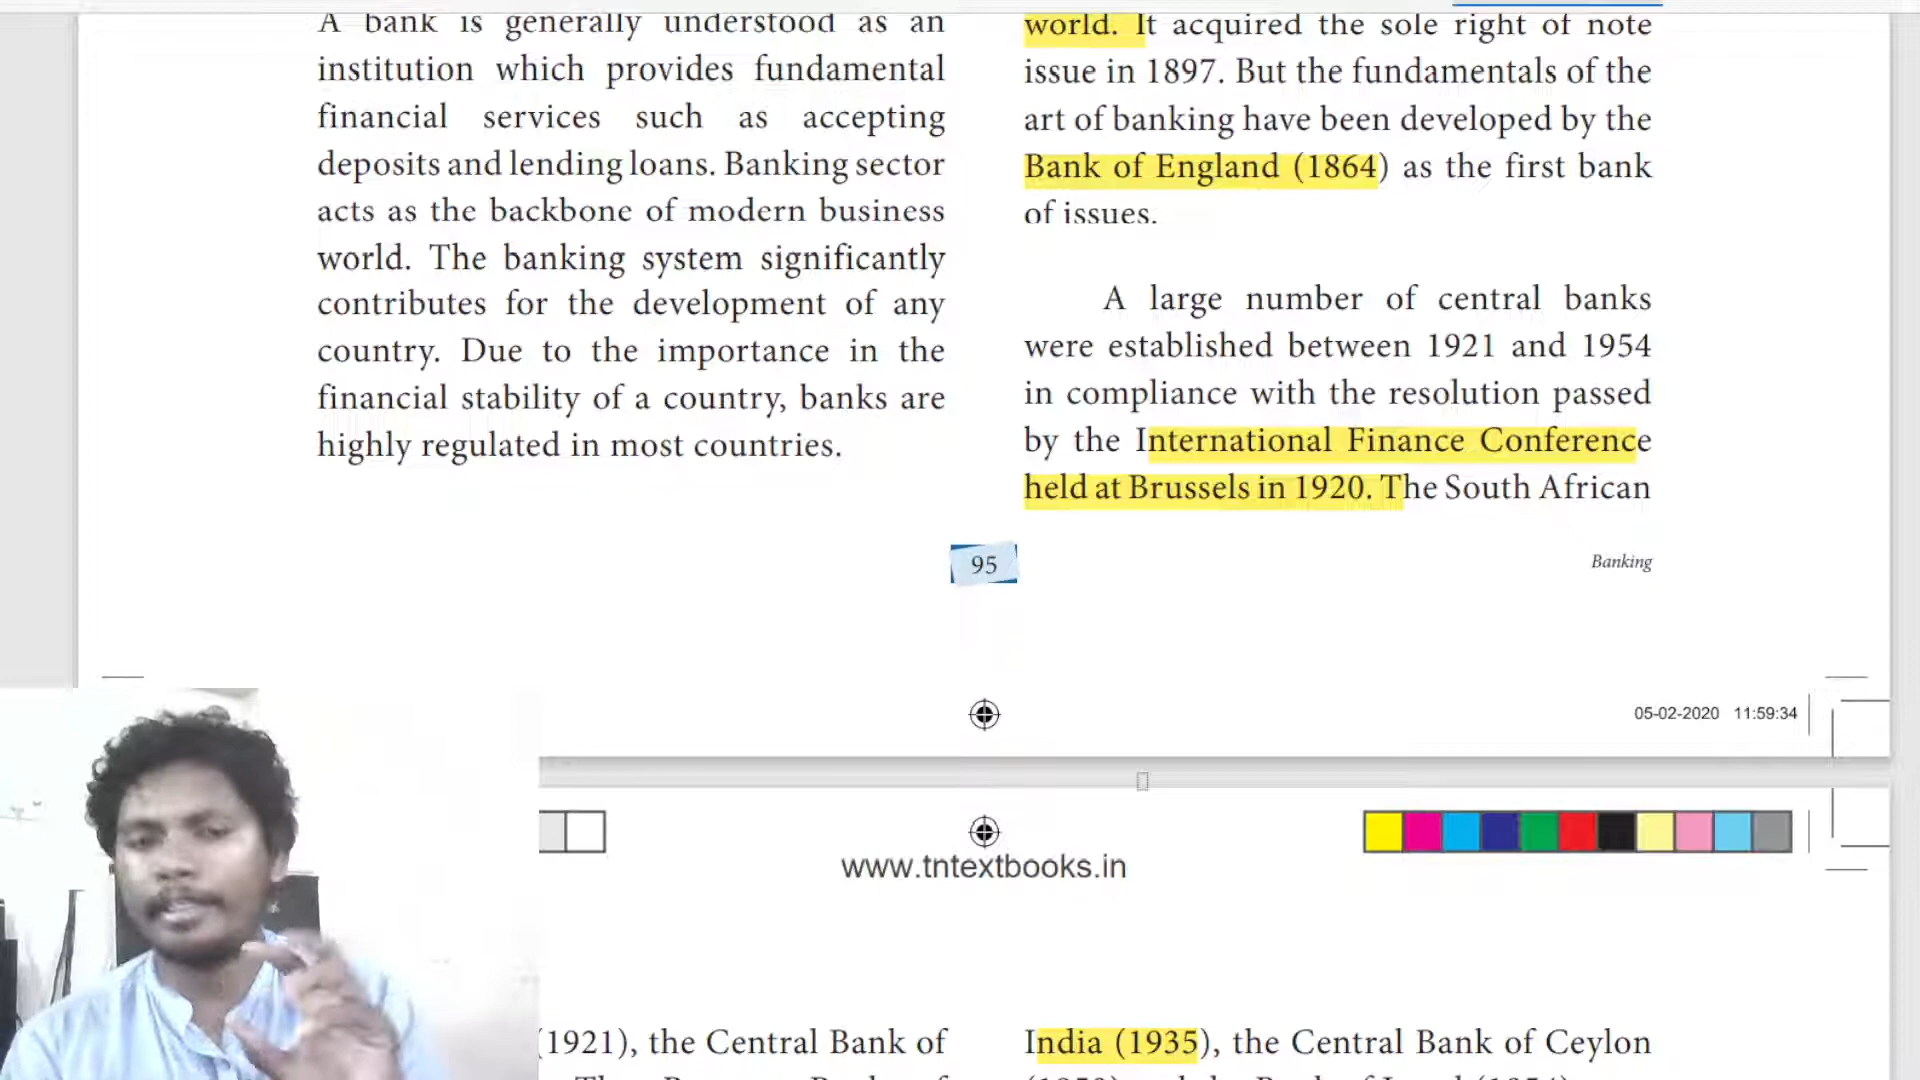 A bank is generally understood as an
institution which provides fundamental
financial services such as accepting
deposits and lending loans. Banking sector
acts as the backbone of modern business
world. The banking system significantly
contributes for the development of any
country. Due to the importance in the
financial stability of a country, banks are
highly regulated in most countries.
world. It acquired the sole right of note
issue in 1897. But the fundamentals of the
art of banking have been developed by the
Bank of England (1864) as the first bank
of issues.
A large number of central banks
were established between 1921 and 1954
in compliance with the resolution passed
by the International Finance Conference
held at Brussels in 1920. The South African
95
Banking
05-02-2020 11:59:34
www.tntextbooks.in
(1921), the Central Bank of
India (1935), the Central Bank of Ceylon